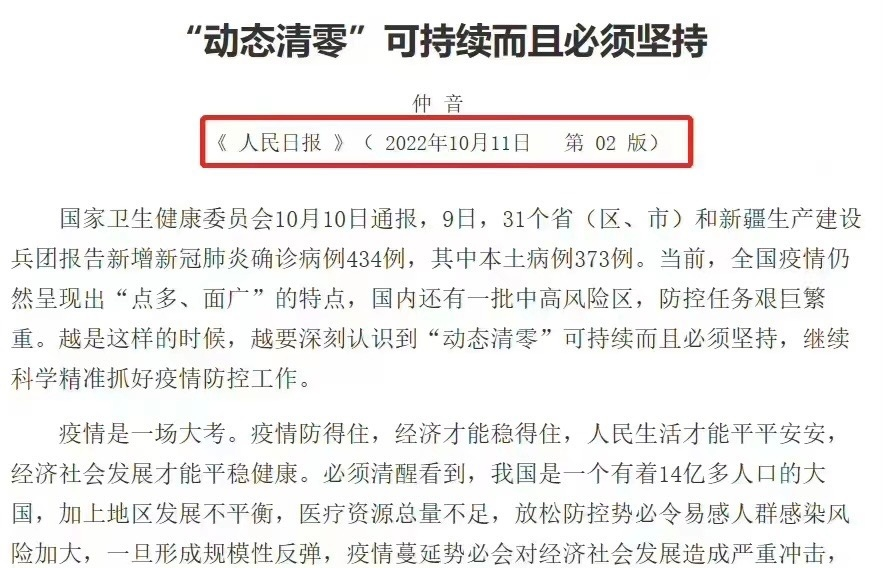 “动态清零”可持续而且必须坚持
仲 音
《 人民日报 》（ 2022年10月11日 第 02 版）
国家卫生健康委员会10月10日通报，9日，31个省（区、市）和新疆生产建设
兵团报告新增新冠肺炎确诊病例434例，其中本土病例373例。当前，全国疫情仍
然呈现出“点多、面广”的特点，国内还有一批中高风险区，防控任务艰巨繁
重。越是这样的时候，越要深刻认识到“动态清零”可持续而且必须坚持，继续
科学精准抓好疫情防控工作。
疫情是一场大考。疫情防得住，经济才能稳得住，人民生活才能平平安安，
经济社会发展才能平稳健康。必须清醒看到，我国是一个有着14亿多人口的大
国，加上地区发展不平衡，医疗资源总量不足，放松防控势必令易感人群感染风
险加大，一旦形成规模性反弹，疫情蔓延势必会对经济社会发展造成严重冲击，